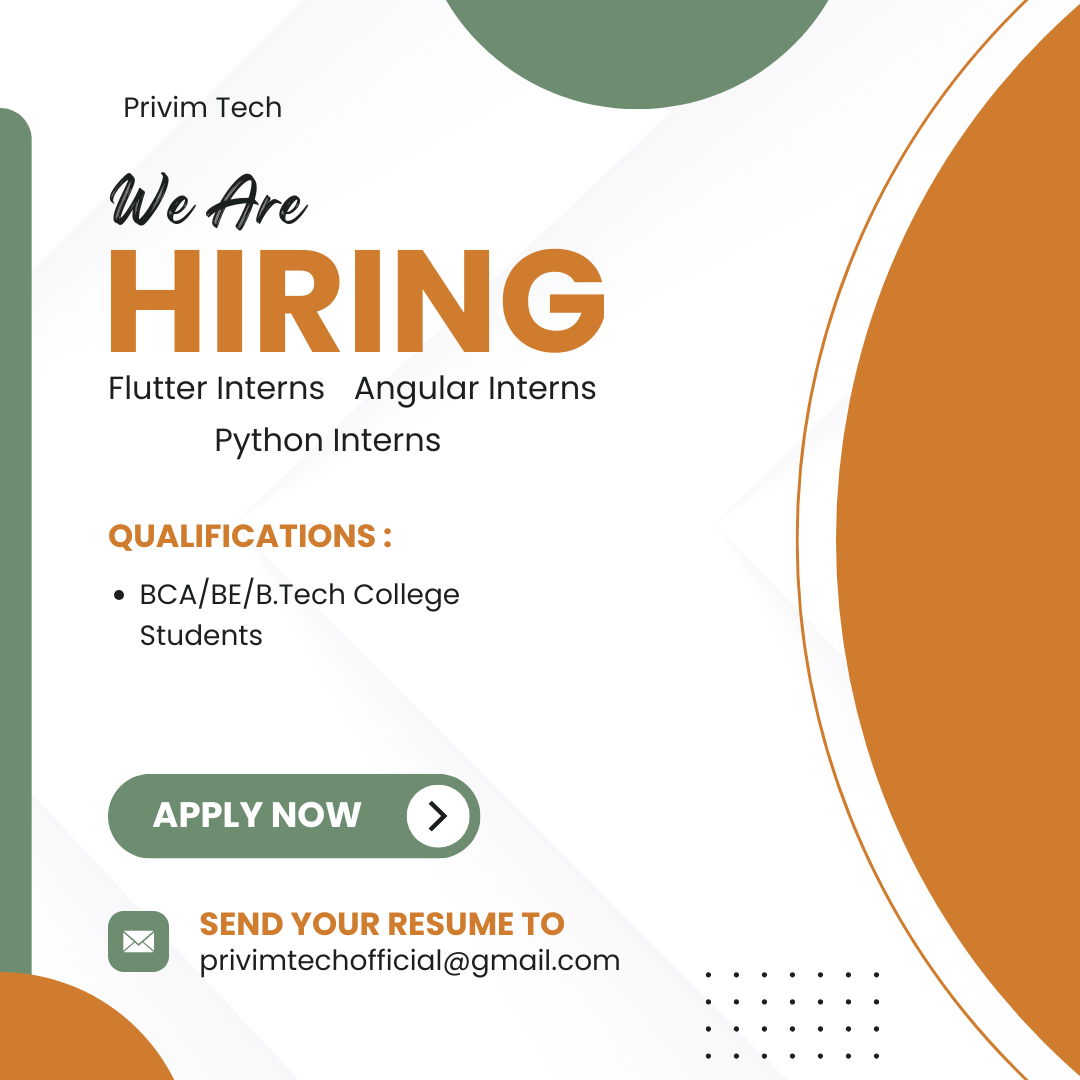 Privim Tech
We Are
HIRING
Flutter Interns Angular Interns
Python Interns
QUALIFICATIONS :
• BCA/BE/B.Tech College
Students
APPLY NOW
SEND YOUR RESUME TO
privimtechofficial@gmail.com